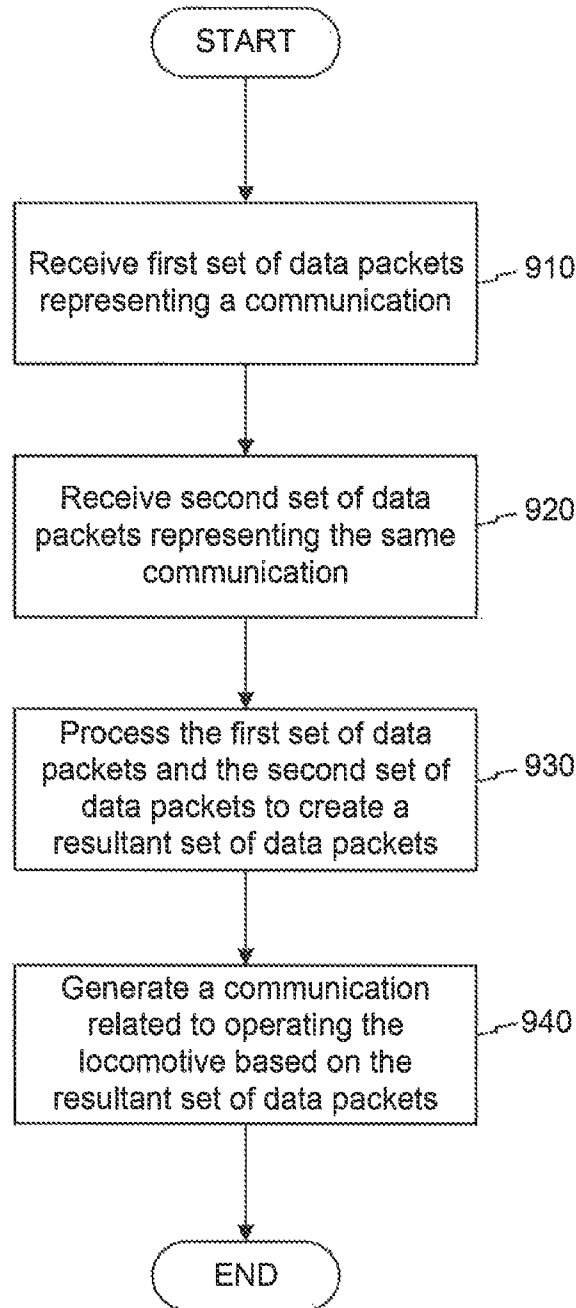 START
Receive first set of data packets
representing a communication
910
Receive second set of data
packets representing the same
communication
920
Process the first set of data
packets and the second set of
data packets to create a
resultant set of data packets
930
Generate a communication
related to operating the
locomotive based on the
resultant set of data packets
940
END